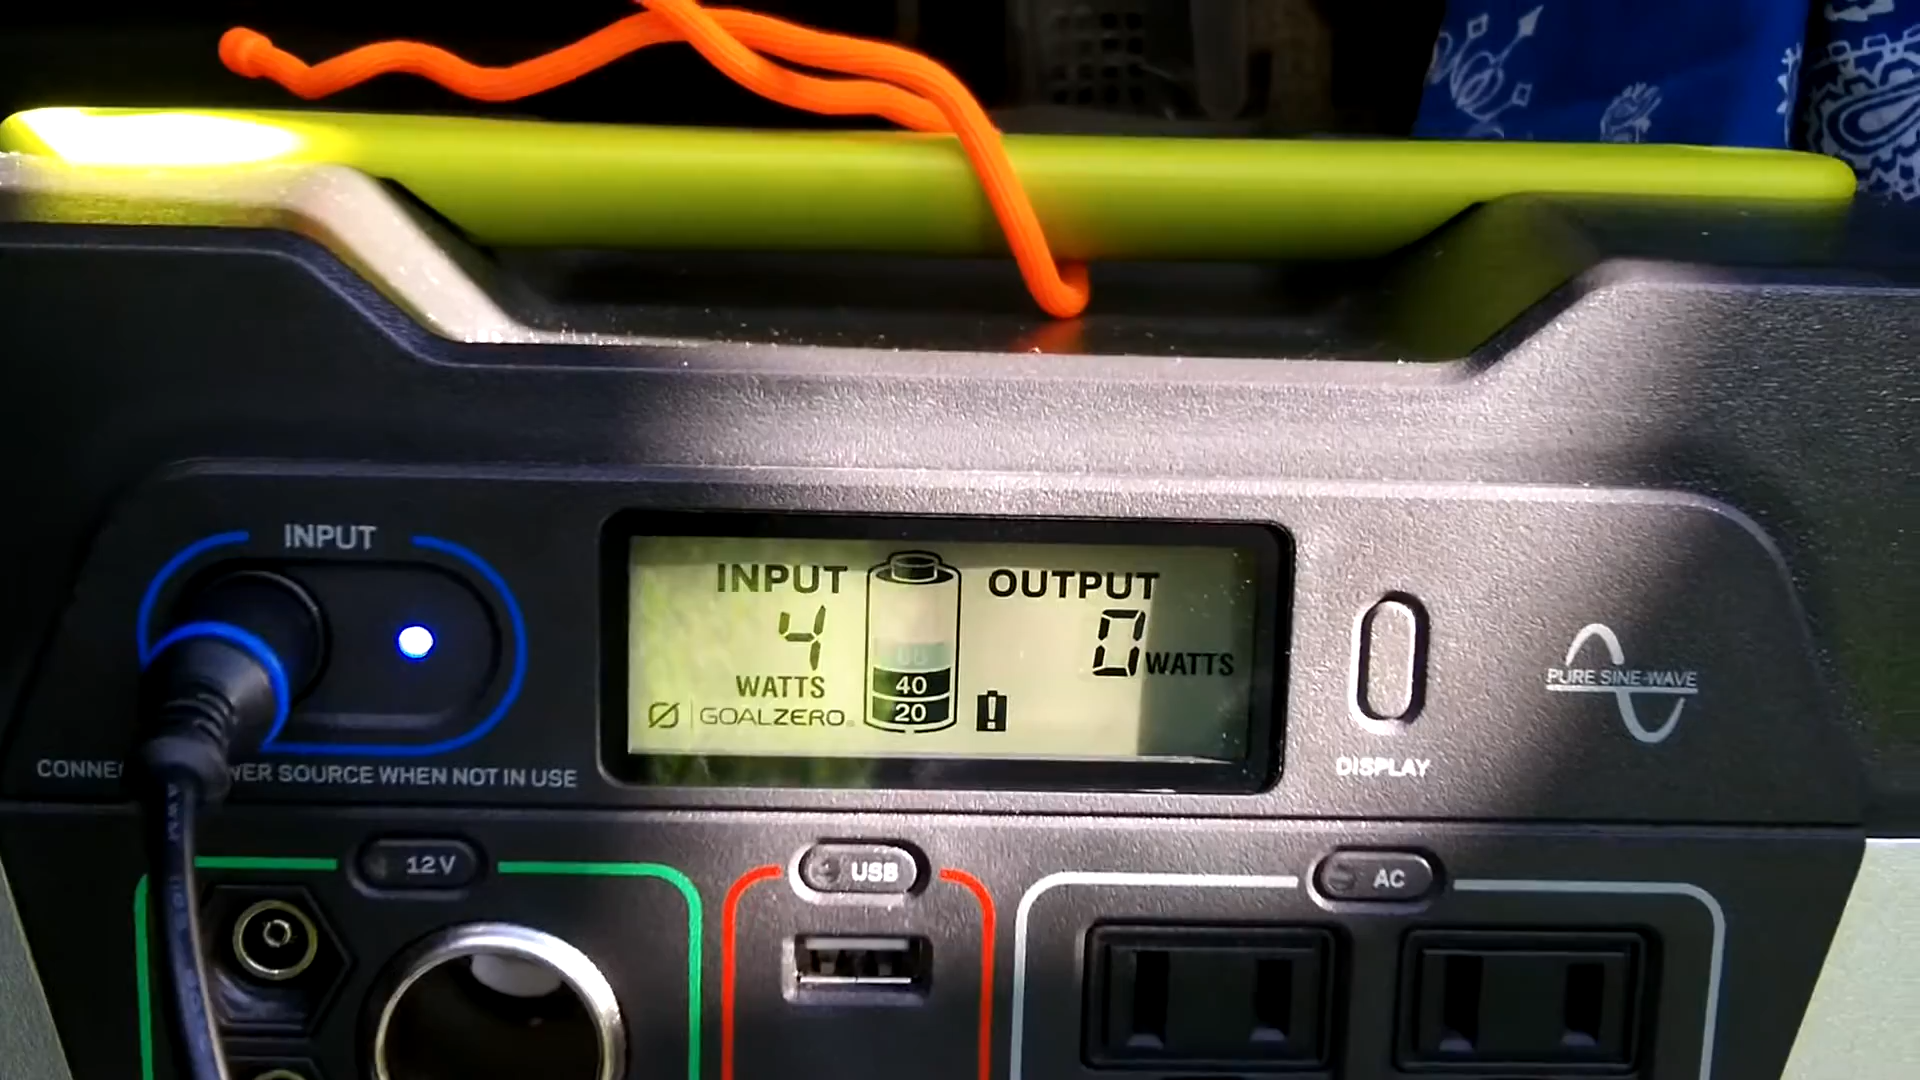 INPUT
INPUT
OUTPUT
4
0
WATTS
WATTS
40
20
GOALZERO
!
PURE SINE-WAVE
DISPLAY
SOURCE WHEN NOT IN USE
12V
USB
AC